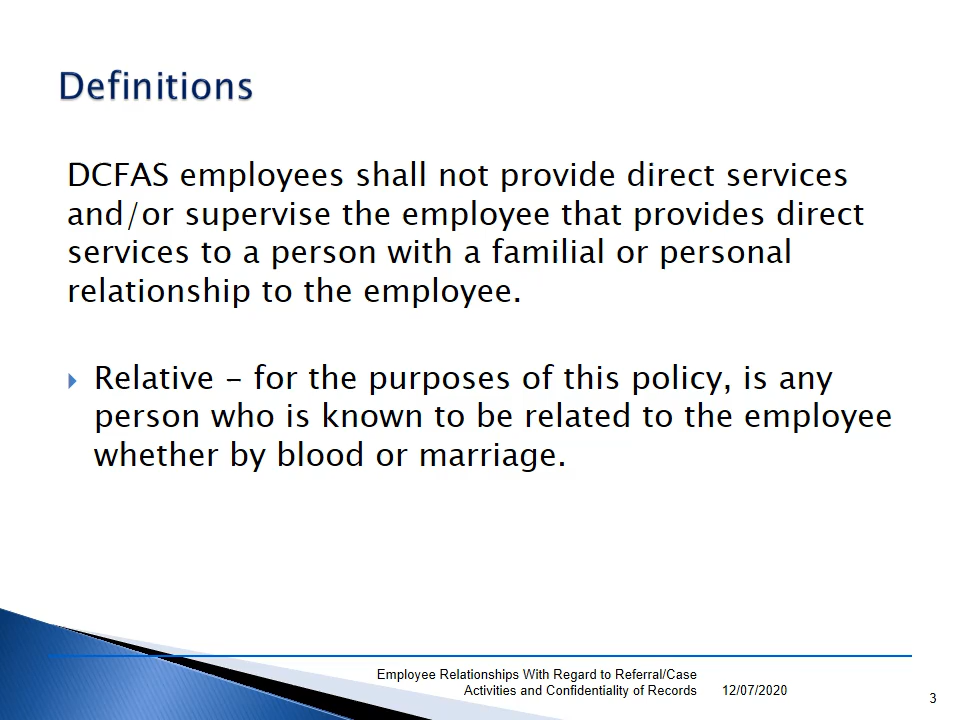 Definitions
DCFAS employees shall not provide direct services
and/or supervise the employee that provides direct
services to a person with a familial or personal
relationship to the employee.
Relative – for the purposes of this policy, is any
person who is known to be related to the employee
whether by blood or marriage.
Employee Relationships With Regard to Referral/Case
Activities and Confidentiality of Records 12/07/2020
3